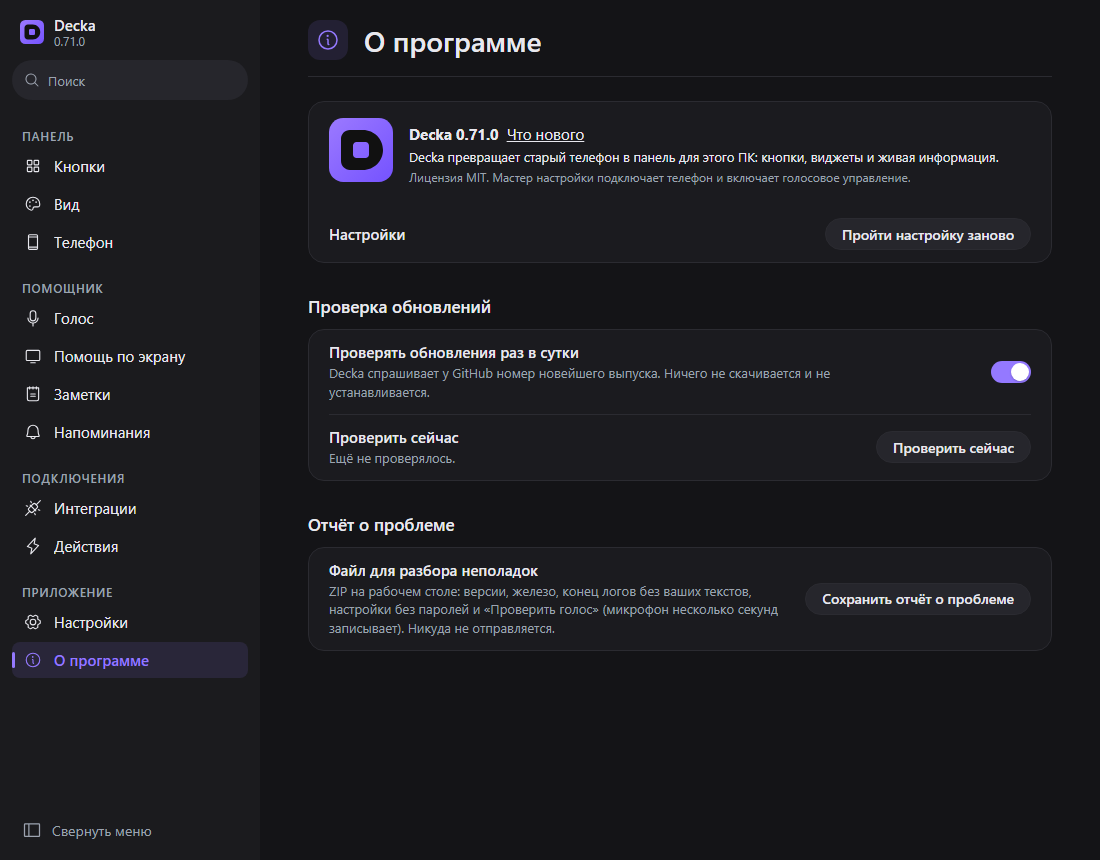 Decka
0.71.0
Поиск
ПАНЕЛЬ
Кнопки
Вид
Телефон
ПОМОЩНИК
Голос
Помощь по экрану
Заметки
Напоминания
ПОДКЛЮЧЕНИЯ
Интеграции
Действия
ПРИЛОЖЕНИЕ
Настройки
О программе
Свернуть меню
О программе
Decka 0.71.0 Что нового
Decka превращает старый телефон в панель для этого ПК: кнопки, виджеты и живая информация.
Лицензия MIT. Мастер настройки подключает телефон и включает голосовое управление.
Настройки
Пройти настройку заново
Проверка обновлений
Проверять обновления раз в сутки
Decka спрашивает у GitHub номер новейшего выпуска. Ничего не скачивается и не
устанавливается.
Проверить сейчас
Ещё не проверялось.
Проверить сейчас
Отчёт о проблеме
Файл для разбора неполадок
ZIP на рабочем столе: версии, железо, конец логов без ваших текстов,
настройки без паролей и «Проверить голос» (микрофон несколько секунд
записывает). Никуда не отправляется.
Сохранить отчёт о проблеме